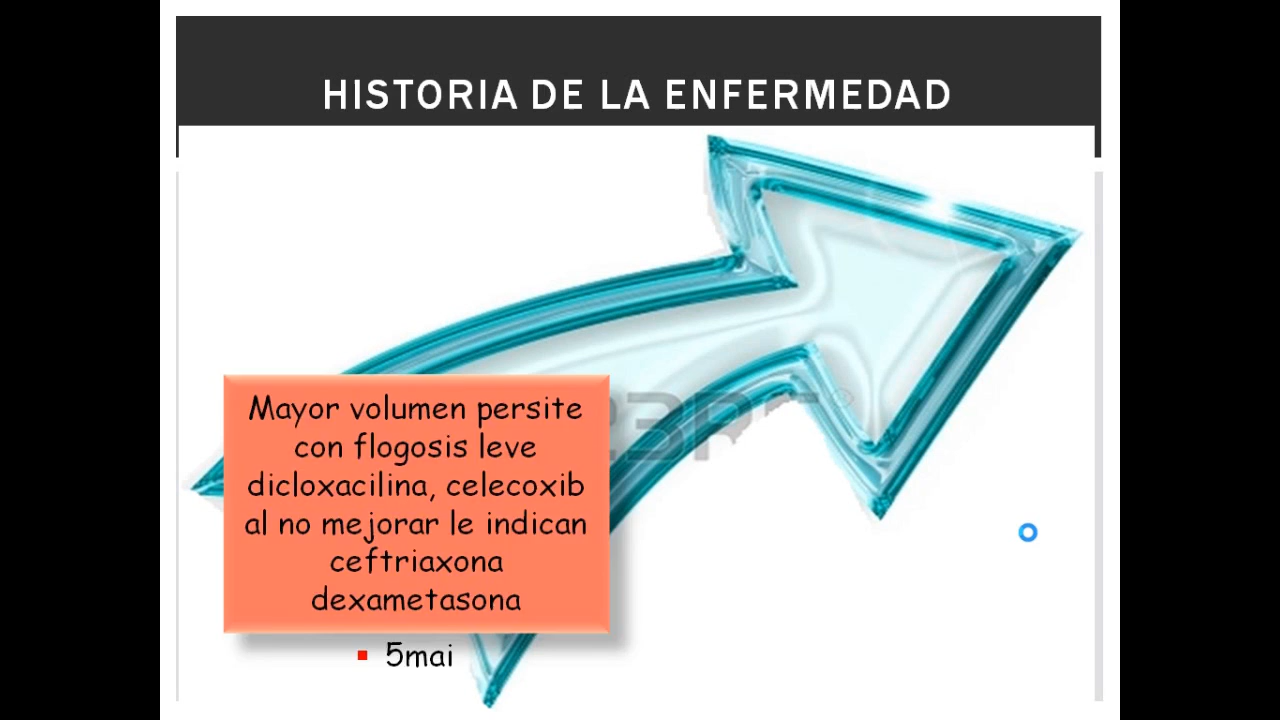 HISTORIA DE LA ENFERMEDAD
Mayor volumen persite
con flogosis leve
dicloxacilina, celecoxib
al no mejorar le indican
ceftriaxona
dexametasona
5mai